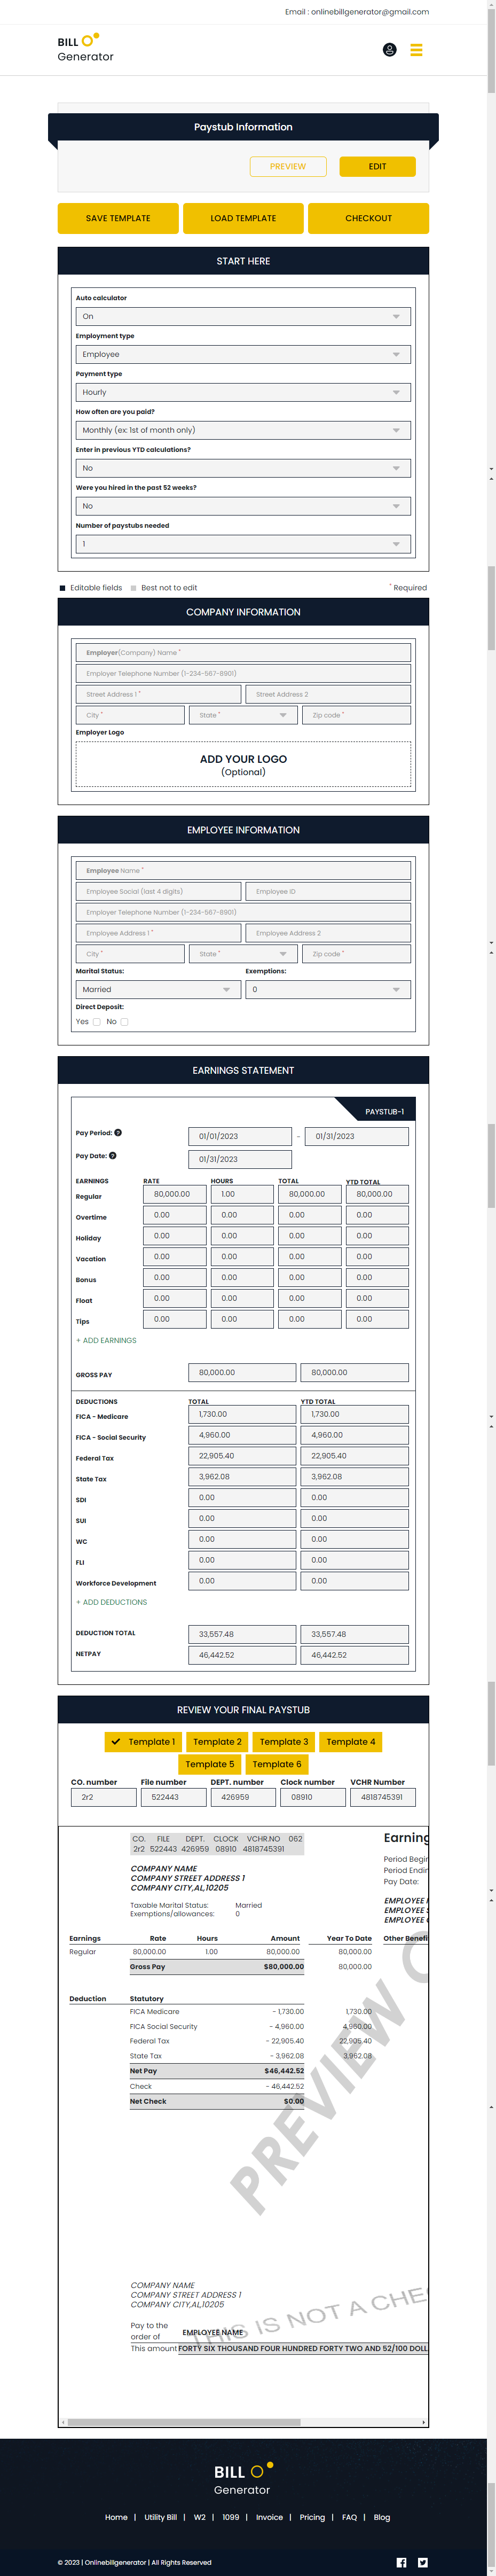 Email : onlinebillgenerator@gmail.com
BILL
Generator
Paystub Information
PREVIEW EDIT
SAVE TEMPLATE LOAD TEMPLATE CHECKOUT
START HERE
Auto calculator
On
Employment type
Employee
Payment type
Hourly
How often are you paid?
Monthly (ex: 1st of month only)
Enter in previous YTD calculations?
No
Were you hired in the past 52 weeks?
No
Number of paystubs needed
1
Editable fields Best not to edit * Required
COMPANY INFORMATION
Employer(Company) Name *
Employer Telephone Number (1-234-567-8901)
Street Address 1 * Street Address 2
City * State * Zip code *
Employer Logo
ADD YOUR LOGO
(Optional)
EMPLOYEE INFORMATION
Employee Name *
Employee Social (last 4 digits) Employee ID
Employer Telephone Number (1-234-567-8901)
Employee Address 1 * Employee Address 2
City * State * Zip code *
Marital Status: Exemptions:
Married 0
Direct Deposit:
Yes No
EARNINGS STATEMENT
PAYSTUB-1
Pay Period: ? 01/01/2023 - 01/31/2023
Pay Date: ? 01/31/2023
EARNINGS RATE HOURS TOTAL YTD TOTAL
Regular 80,000.00 1.00 80,000.00 80,000.00
Overtime 0.00 0.00 0.00 0.00
Holiday 0.00 0.00 0.00 0.00
Vacation 0.00 0.00 0.00 0.00
Bonus 0.00 0.00 0.00 0.00
Float 0.00 0.00 0.00 0.00
Tips 0.00 0.00 0.00 0.00
+ ADD EARNINGS
GROSS PAY 80,000.00 80,000.00
DEDUCTIONS TOTAL YTD TOTAL
FICA - Medicare 1,730.00 1,730.00
FICA - Social Security 4,960.00 4,960.00
Federal Tax 22,905.40 22,905.40
State Tax 3,962.08 3,962.08
SDI 0.00 0.00
SUI 0.00 0.00
WC 0.00 0.00
FLI 0.00 0.00
Workforce Development 0.00 0.00
+ ADD DEDUCTIONS
DEDUCTION TOTAL 33,557.48 33,557.48
NETPAY 46,442.52 46,442.52
REVIEW YOUR FINAL PAYSTUB
Template 1 Template 2 Template 3 Template 4
Template 5 Template 6
CO. number File number DEPT. number Clock number VCHR Number
2r2 522443 426959 08910 4818745391
CO. FILE DEPT. CLOCK VCHR.NO 062
2r2 522443 426959 08910 4818745391
Earning
Period Begin
Period Endin
Pay Date:
COMPANY NAME
COMPANY STREET ADDRESS 1
COMPANY CITY,AL,10205
EMPLOYEE
EMPLOYEE
EMPLOYEE
Taxable Marital Status: Married
Exemptions/allowances: 0
Earnings Rate Hours Amount Year To Date Other Benefi
Regular 80,000.00 1.00 80,000.00 80,000.00
Gross Pay $80,000.00 80,000.00
Deduction Statutory
FICA Medicare - 1,730.00 1,730.00
FICA Social Security - 4,960.00 4,960.00
Federal Tax - 22,905.40 22,905.40
State Tax - 3,962.08 3,962.08
Net Pay $46,442.52
Check - 46,442.52
Net Check $0.00
PREVIEW
COMPANY NAME
COMPANY STREET ADDRESS 1
COMPANY CITY,AL,10205
THIS IS NOT A CHE
Pay to the
order of EMPLOYEE NAME
This amount FORTY SIX THOUSAND FOUR HUNDRED FORTY TWO AND 52/100 DOLL
BILL
Generator
Home | Utility Bill | W2 | 1099 | Invoice | Pricing | FAQ | Blog
© 2023 | Onlinebillgenerator | All Rights Reserved